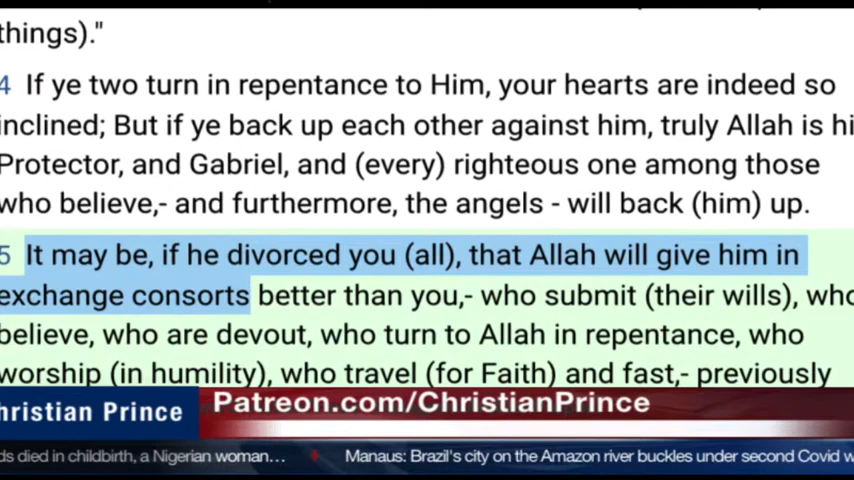 things)."
4 If ye two turn in repentance to Him, your hearts are indeed so
inclined; But if ye back up each other against him, truly Allah is hi
Protector, and Gabriel, and (every) righteous one among those
who believe,- and furthermore, the angels - will back (him) up.
5 It may be, if he divorced you (all), that Allah will give him in
exchange consorts better than you,- who submit (their wills), who
believe, who are devout, who turn to Allah in repentance, who
worship (in humility), who travel (for Faith) and fast,- previously
hristian Prince
Patreon.com/ChristianPrince
ds died in childbirth, a Nigerian woman... Manaus: Brazil's city on the Amazon river buckles under second Covid w